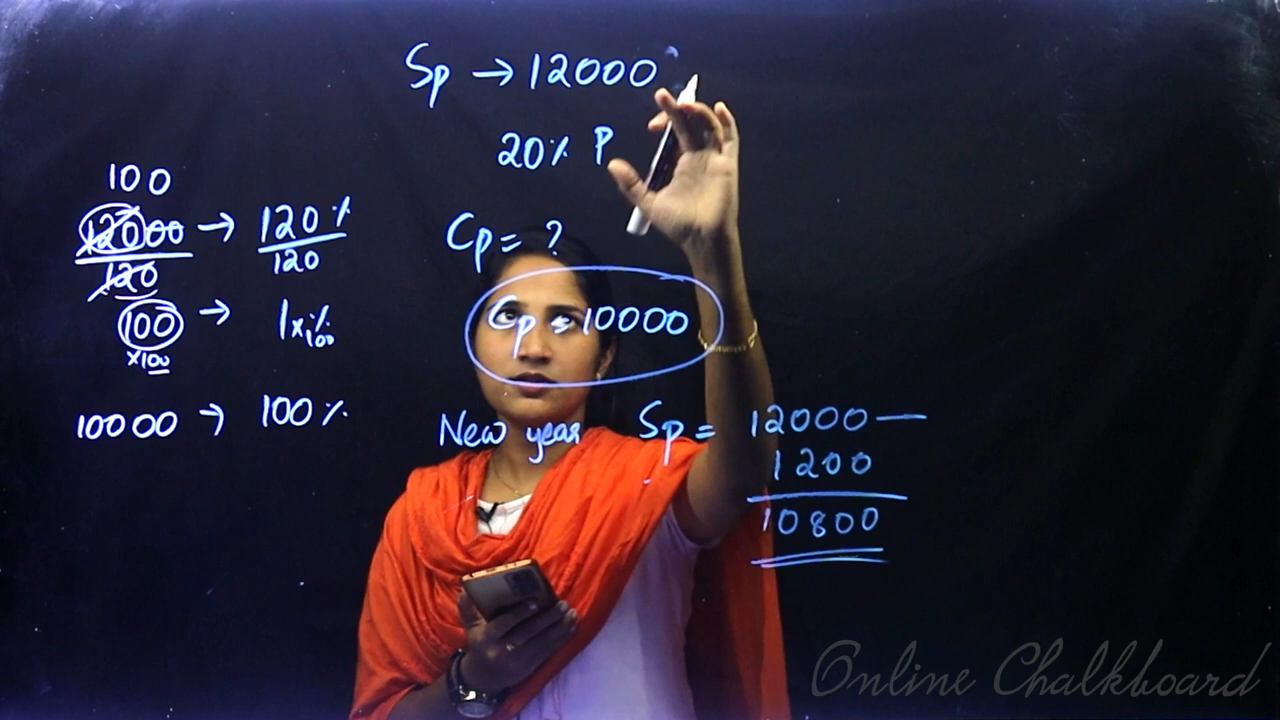 Sp → 12000
20% P
Cp = ?
Cp = 10000
100
12000 → 120%
120 120
100 → 1 x %
x100 100
10000 → 100%
New year Sp = 12000 —
1200
10800
Online Chalkboard